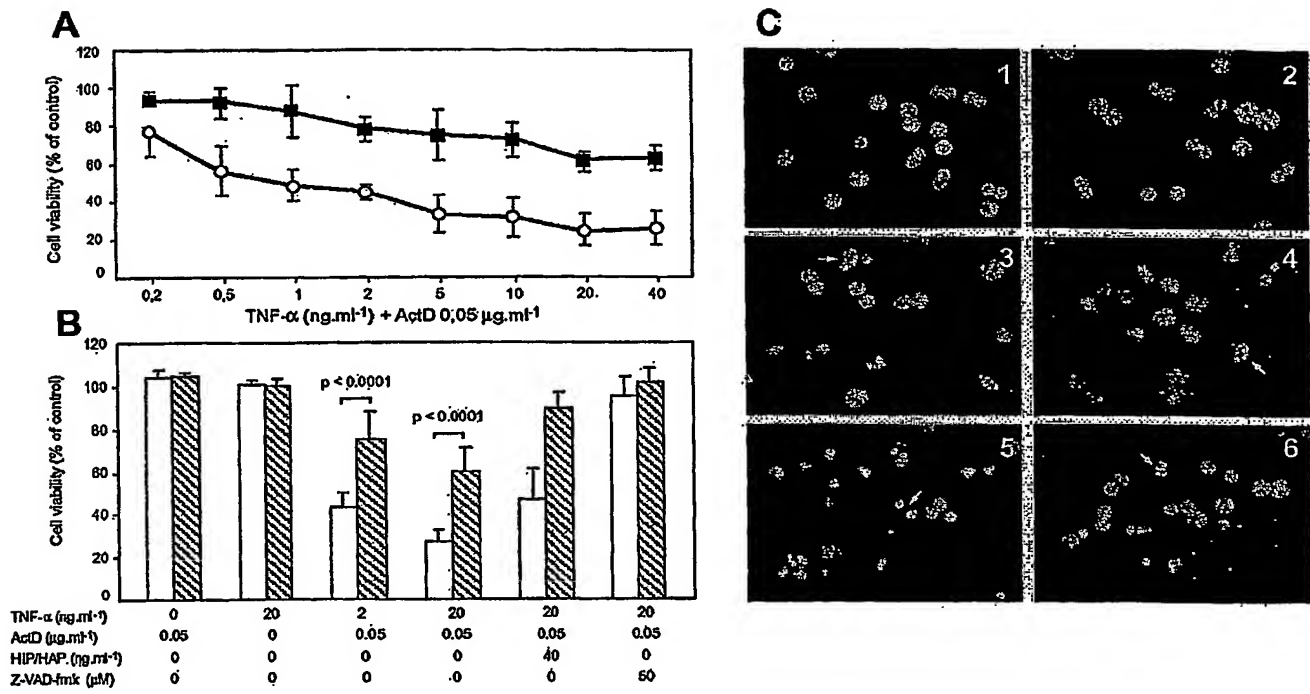 A
120
100
80
60
40
20
0
Cell viability (% of control)
0,2 0,5 1 2 5 10 20. 40
TNF-α (ng.ml-1) + ActD 0,05 µg.ml-1
B
120
100
80
60
40
20
0
Cell viability (% of control)
p < 0.0001
p < 0.0001
TNF-α (ng.ml-1) 0 20 2 20 20 20
ActD (µg.ml-1) 0.05 0 0.05 0.05 0.05 0.05
HIP/HAP. (ng.ml-1) 0 0 0 0 40 0
Z-VAD-fmk (µM) 0 0 0 .0 0 50
C
1
2
3
4
5
6